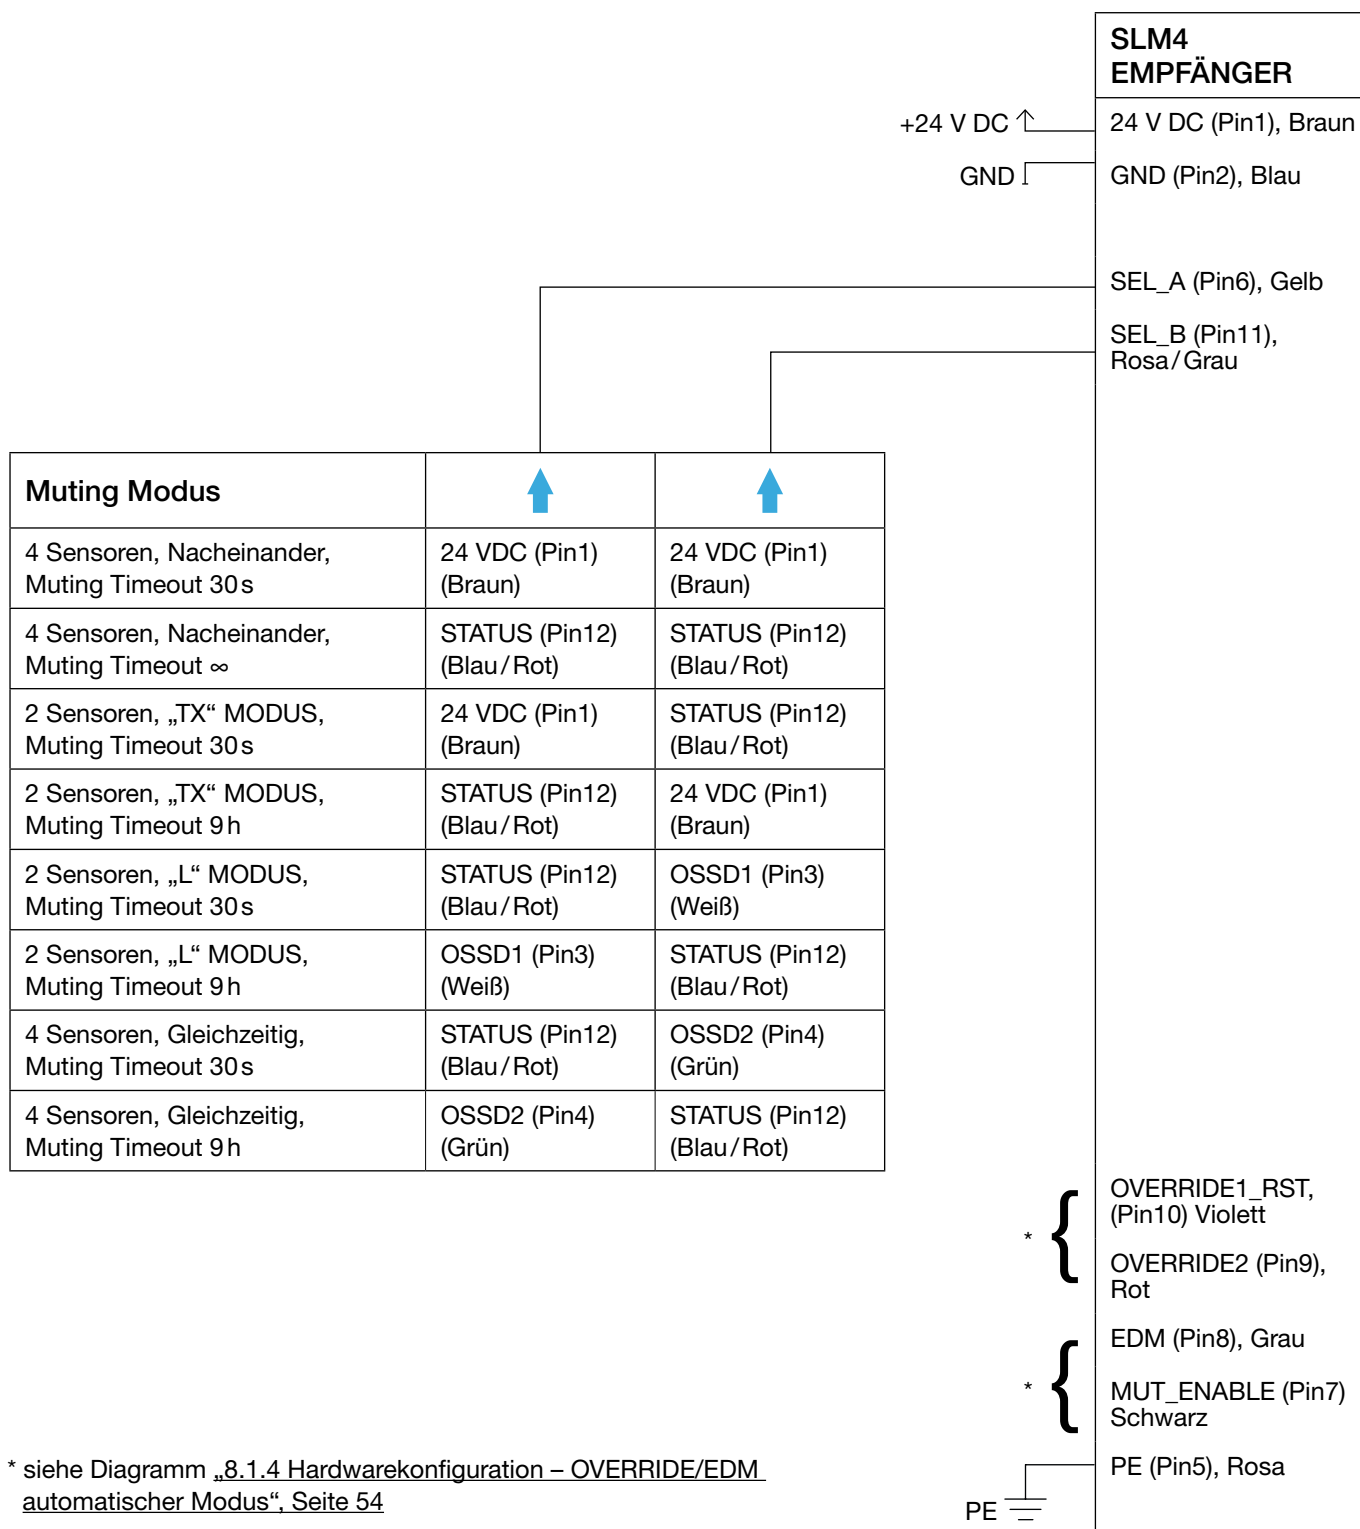 SLM4
EMPFÄNGER
+24 V DC
24 V DC (Pin1), Braun
GND
GND (Pin2), Blau
SEL_A (Pin6), Gelb
SEL_B (Pin11),
Rosa/Grau
Muting Modus
4 Sensoren, Nacheinander,
Muting Timeout 30 s
24 VDC (Pin1)
(Braun)
24 VDC (Pin1)
(Braun)
4 Sensoren, Nacheinander,
Muting Timeout ∞
STATUS (Pin12)
(Blau/Rot)
STATUS (Pin12)
(Blau/Rot)
2 Sensoren, „TX“ MODUS,
Muting Timeout 30 s
24 VDC (Pin1)
(Braun)
STATUS (Pin12)
(Blau/Rot)
2 Sensoren, „TX“ MODUS,
Muting Timeout 9 h
STATUS (Pin12)
(Blau/Rot)
24 VDC (Pin1)
(Braun)
2 Sensoren, „L“ MODUS,
Muting Timeout 30 s
STATUS (Pin12)
(Blau/Rot)
OSSD1 (Pin3)
(Weiß)
2 Sensoren, „L“ MODUS,
Muting Timeout 9 h
OSSD1 (Pin3)
(Weiß)
STATUS (Pin12)
(Blau/Rot)
4 Sensoren, Gleichzeitig,
Muting Timeout 30 s
STATUS (Pin12)
(Blau/Rot)
OSSD2 (Pin4)
(Grün)
4 Sensoren, Gleichzeitig,
Muting Timeout 9 h
OSSD2 (Pin4)
(Grün)
STATUS (Pin12)
(Blau/Rot)
*
OVERRIDE1_RST,
(Pin10) Violett
OVERRIDE2 (Pin9),
Rot
*
EDM (Pin8), Grau
MUT_ENABLE (Pin7)
Schwarz
PE (Pin5), Rosa
PE
* siehe Diagramm „8.1.4 Hardwarekonfiguration – OVERRIDE/EDM
automatischer Modus“, Seite 54